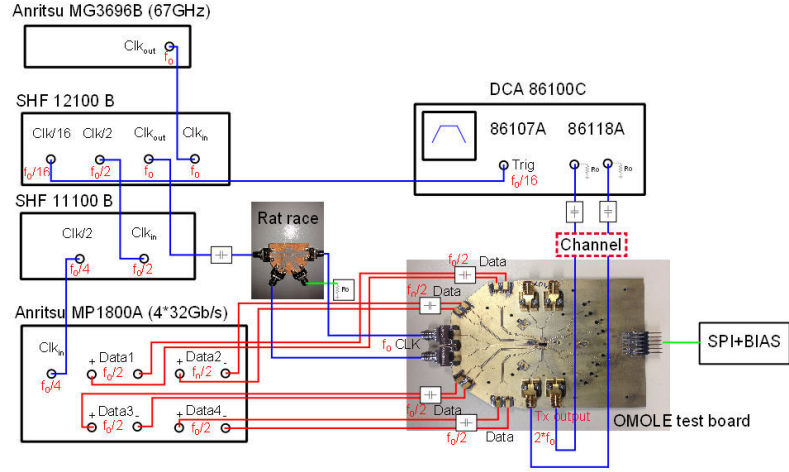 Anritsu MG3696B (67GHz)
Clkout
f0
SHF 12100 B
Clk/16 Clk/2 Clkout Clkin
f0/16 f0/2 f0 f0
DCA 86100C
86107A 86118A
Trig Ro Ro
f0/16
SHF 11100 B
Clk/2 Clkin
f0/4 f0/2
Rat race
Ro
Channel
f0/2 Data
f0/2 Data
Anritsu MP1800A (4*32Gb/s)
Clkin
f0/4
+ Data1 - + Data2 -
f0/2 f0/2
+ Data3 - + Data4 -
f0/2 f0/2
f0 CLK
SPI+BIAS
f0/2 Data
f0/2 Data
Tx output
2*f0
OMOLE test board